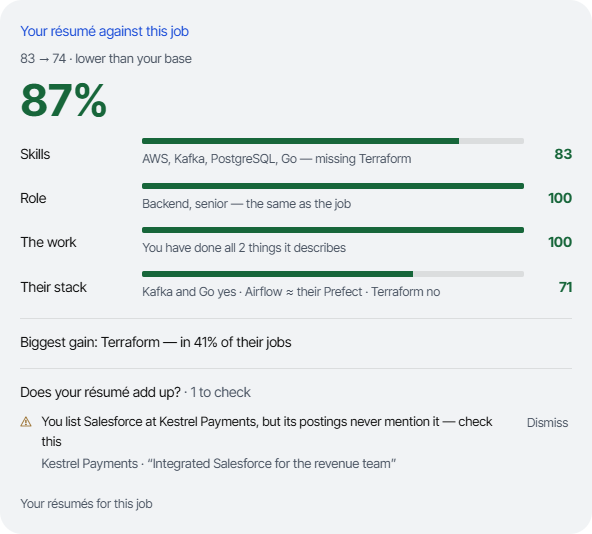 Your résumé against this job
83 → 74 · lower than your base
87%
Skills
AWS, Kafka, PostgreSQL, Go — missing Terraform
83
Role
Backend, senior — the same as the job
100
The work
You have done all 2 things it describes
100
Their stack
Kafka and Go yes · Airflow ≈ their Prefect · Terraform no
71
Biggest gain: Terraform — in 41% of their jobs
Does your résumé add up? · 1 to check
You list Salesforce at Kestrel Payments, but its postings never mention it — check
this
Dismiss
Kestrel Payments · “Integrated Salesforce for the revenue team”
Your résumés for this job